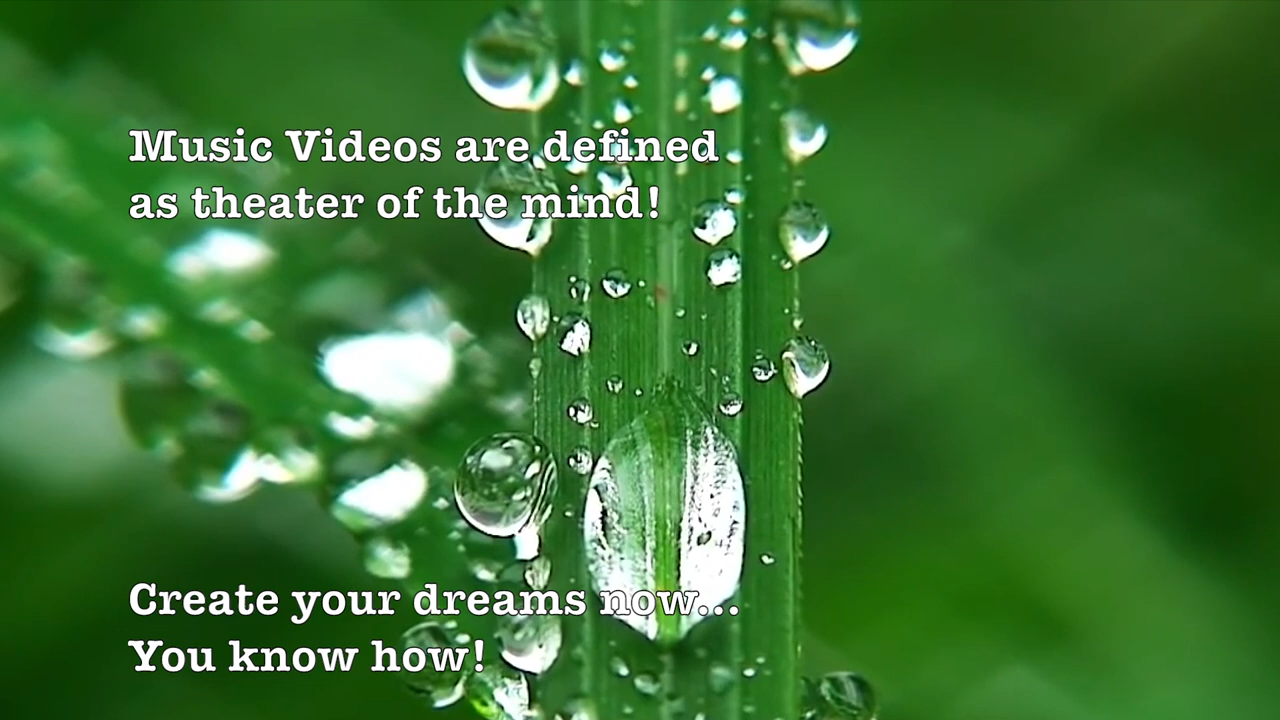 Music Videos are defined
as theater of the mind!
Create your dreams now...
You know how!